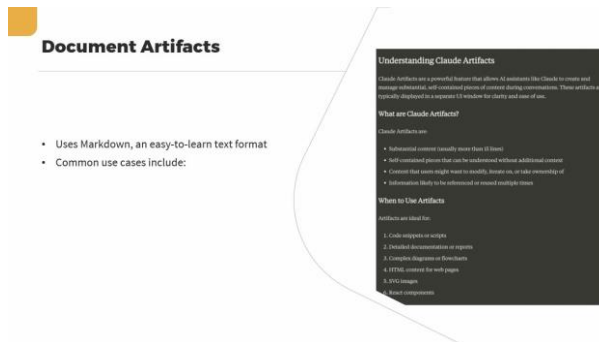 Document Artifacts
• Uses Markdown, an easy-to-learn text format
• Common use cases include:
Understanding Claude Artifacts
Claude Artifacts are a powerful feature that allows AI assistants like Claude to create and
manage substantial, self-contained pieces of content during conversations. These artifacts a
typically displayed in a separate UI window for clarity and ease of use.
What are Claude Artifacts?
Claude Artifacts are:
• Substantial content (usually more than 15 lines)
• Self-contained pieces that can be understood without additional context
• Content that users might want to modify, iterate on, or take ownership of
• Information likely to be referenced or reused multiple times
When to Use Artifacts
Artifacts are ideal for:
1. Code snippets or scripts
2. Detailed documentation or reports
3. Complex diagrams or flowcharts
4. HTML content for web pages
5. SVG images
6. React components